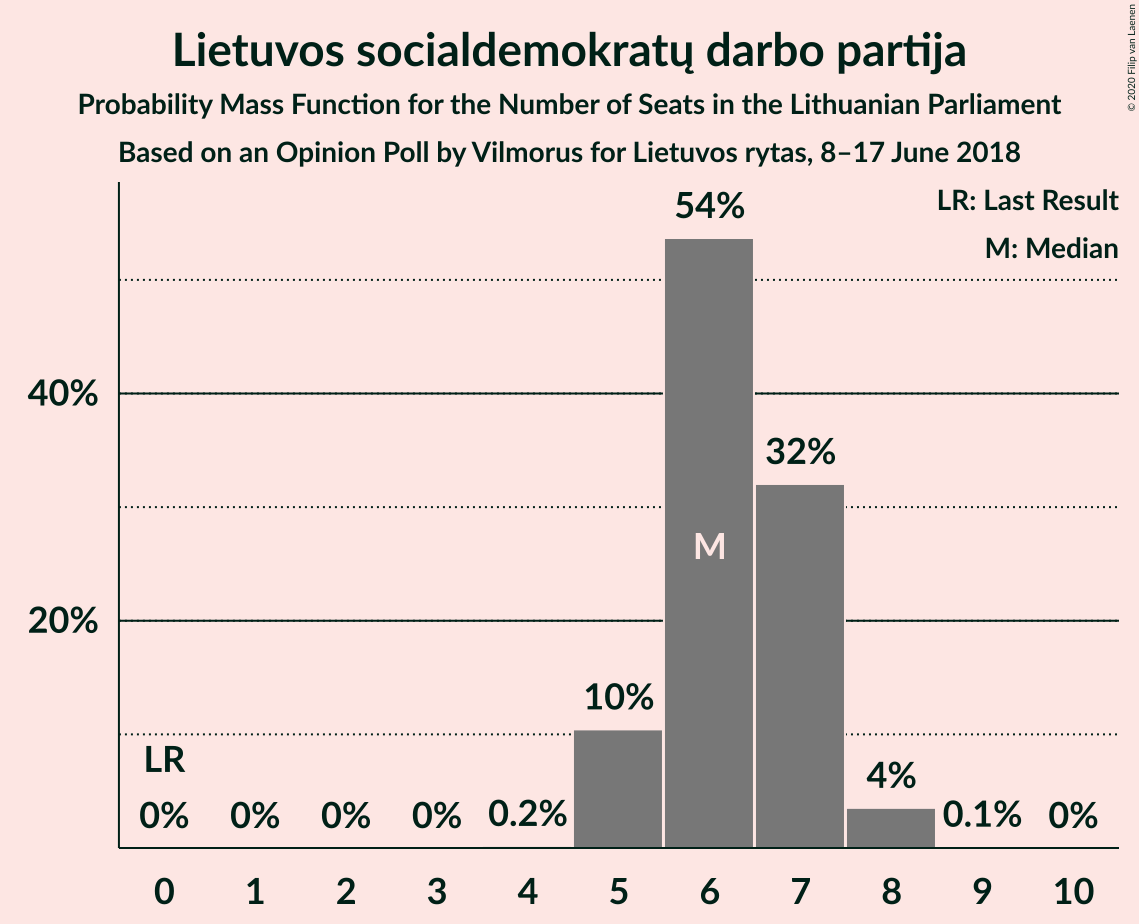 Lietuvos socialdemokratų darbo partija
Probability Mass Function for the Number of Seats in the Lithuanian Parliament
Based on an Opinion Poll by Vilmorus for Lietuvos rytas, 8–17 June 2018
© 2020 Filip van Laenen
LR: Last Result
M: Median
54%
40%
32%
M
20%
10%
LR
4%
0% 0% 0% 0% 0.2% 0.1% 0%
0 1 2 3 4 5 6 7 8 9 10